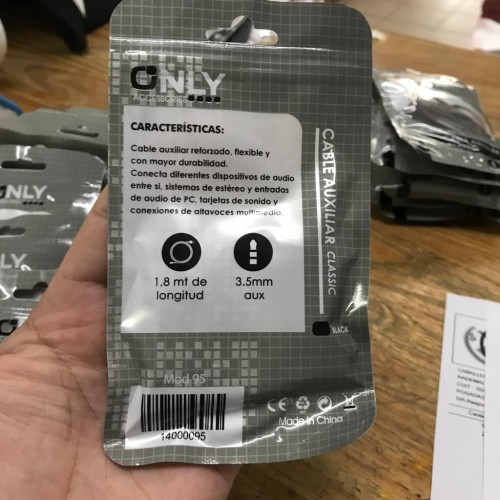 ONLY
ACCESSORIES
CARACTERÍSTICAS:
Cable auxiliar reforzado, flexible y
con mayor durabilidad.
Conecta diferentes dispositivos de audio
entre si, sistemas de estéreo y entradas
de audio de PC, tarjetas de sonido y
conexiones de altavoces multimedia.
1.8 mt de
longitud
3.5mm
aux
CABLE AUXILIAR CLASSIC
BLACK
Mod 95
14000095
CE
Made in China
ONLY